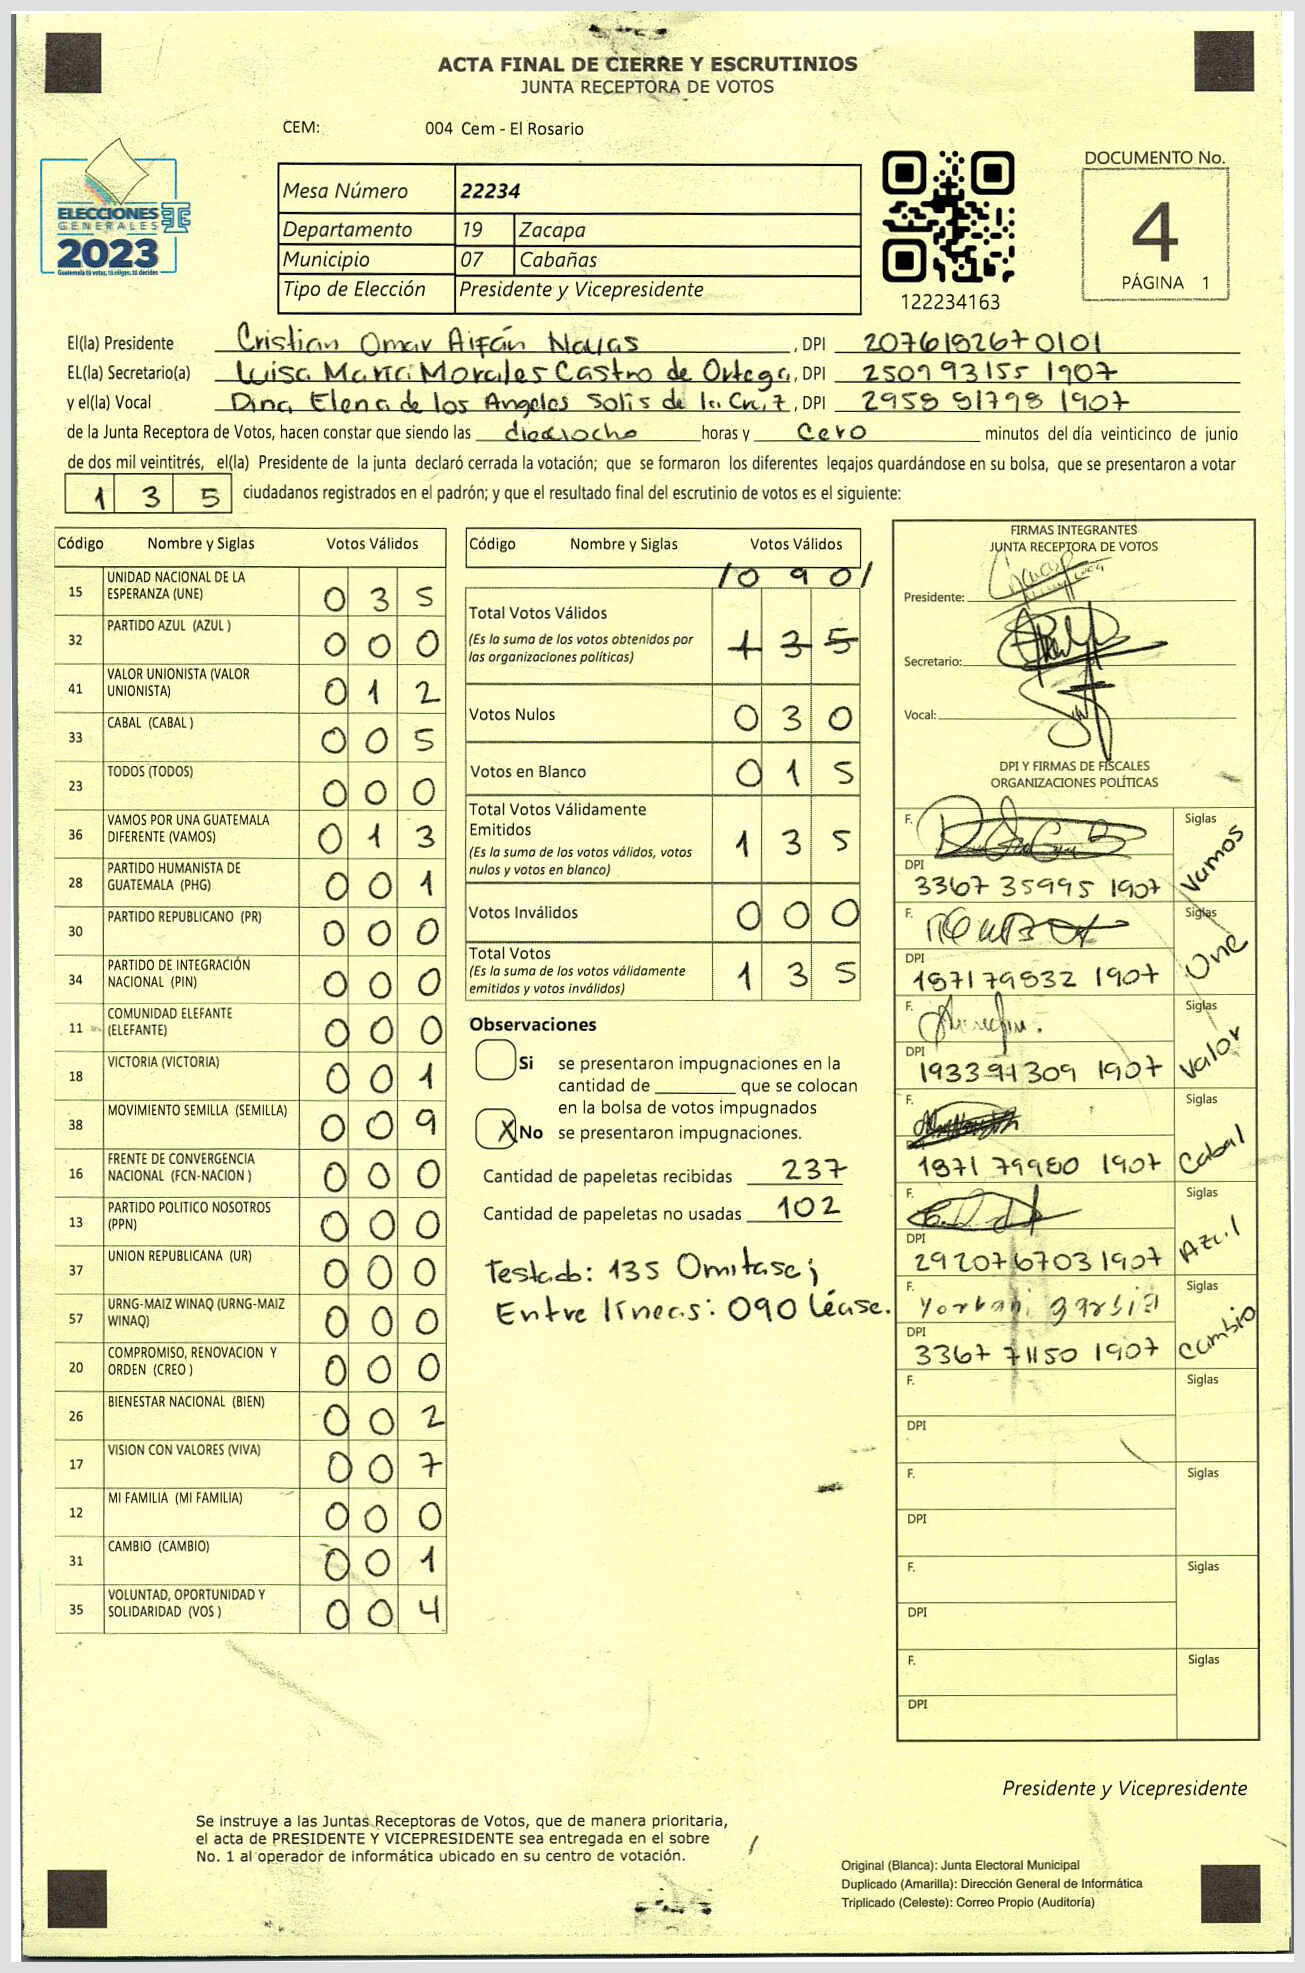 ACTA FINAL DE CIERRE Y ESCRUTINIOS
JUNTA RECEPTORA DE VOTOS
CEM: 004 Cem - El Rosario
ELECCIONES
GENERALES
2023
Guatemala tú votas, tú eliges, tú decides
Mesa Número 22234
Departamento 19 Zacapa
Municipio 07 Cabañas
Tipo de Elección Presidente y Vicepresidente
122234163
DOCUMENTO No.
4
PÁGINA 1
El(la) Presidente Cristian Omar Aifán Navas, DPI 2076182670101
EL(la) Secretario(a) Luisa María Morales Castro de Ortega, DPI 250993155 1907
y el(la) Vocal Dina Elena de los Angeles Solis de la Cruz, DPI 2958 81798 1907
de la Junta Receptora de Votos, hacen constar que siendo las dieciocho horas y cero minutos del día veinticinco de junio
de dos mil veintitrés, el(la) Presidente de la junta declaró cerrada la votación; que se formaron los diferentes legajos guardándose en su bolsa, que se presentaron a votar
1 3 5 ciudadanos registrados en el padrón; y que el resultado final del escrutinio de votos es el siguiente:
Código Nombre y Siglas Votos Válidos
15 UNIDAD NACIONAL DE LA
ESPERANZA (UNE) 0 3 5
32 PARTIDO AZUL (AZUL ) 0 0 0
41 VALOR UNIONISTA (VALOR
UNIONISTA) 0 1 2
33 CABAL (CABAL ) 0 0 5
23 TODOS (TODOS) 0 0 0
36 VAMOS POR UNA GUATEMALA
DIFERENTE (VAMOS) 0 1 3
28 PARTIDO HUMANISTA DE
GUATEMALA (PHG) 0 0 1
30 PARTIDO REPUBLICANO (PR) 0 0 0
34 PARTIDO DE INTEGRACIÓN
NACIONAL (PIN) 0 0 0
11 COMUNIDAD ELEFANTE
(ELEFANTE) 0 0 0
18 VICTORIA (VICTORIA) 0 0 1
38 MOVIMIENTO SEMILLA (SEMILLA) 0 0 9
16 FRENTE DE CONVERGENCIA
NACIONAL (FCN-NACION ) 0 0 0
13 PARTIDO POLITICO NOSOTROS
(PPN) 0 0 0
37 UNION REPUBLICANA (UR) 0 0 0
57 URNG-MAIZ WINAQ (URNG-MAIZ
WINAQ) 0 0 0
20 COMPROMISO, RENOVACION Y
ORDEN (CREO ) 0 0 0
26 BIENESTAR NACIONAL (BIEN) 0 0 2
17 VISION CON VALORES (VIVA) 0 0 7
12 MI FAMILIA (MI FAMILIA) 0 0 0
31 CAMBIO (CAMBIO) 0 0 1
35 VOLUNTAD, OPORTUNIDAD Y
SOLIDARIDAD (VOS ) 0 0 4
Código Nombre y Siglas Votos Válidos
/0 9 0/
Total Votos Válidos
(Es la suma de los votos obtenidos por
las organizaciones políticas) 1 3 5
Votos Nulos 0 3 0
Votos en Blanco 0 1 5
Total Votos Válidamente
Emitidos
(Es la suma de los votos válidos, votos
nulos y votos en blanco) 1 3 5
Votos Inválidos 0 0 0
Total Votos
(Es la suma de los votos válidamente
emitidos y votos inválidos) 1 3 5
Observaciones
Si se presentaron impugnaciones en la
cantidad de ________ que se colocan
en la bolsa de votos impugnados
X No se presentaron impugnaciones.
Cantidad de papeletas recibidas 237
Cantidad de papeletas no usadas 102
Testado: 135 Omitase;
Entre líneas: 090 Léase.
FIRMAS INTEGRANTES
JUNTA RECEPTORA DE VOTOS
Presidente:
Secretario:
Vocal:
DPI Y FIRMAS DE FISCALES
ORGANIZACIONES POLÍTICAS
F. Siglas
DPI
3367 35995 1907 Vamos
F. Siglas
DPI
1871 79832 1907 Une
F. Siglas
DPI
1933 91309 1907 Valor
F. Siglas
DPI
1871 79980 1907 Cabal
F. Siglas
DPI
29207 6703 1907 Azul
F. Siglas
DPI
3367 71150 1907 Cambio
F. Siglas
DPI
F. Siglas
DPI
F. Siglas
DPI
F. Siglas
DPI
Presidente y Vicepresidente
Se instruye a las Juntas Receptoras de Votos, que de manera prioritaria,
el acta de PRESIDENTE Y VICEPRESIDENTE sea entregada en el sobre
No. 1 al operador de informática ubicado en su centro de votación.
Original (Blanca): Junta Electoral Municipal
Duplicado (Amarilla): Dirección General de Informática
Triplicado (Celeste): Correo Propio (Auditoría)